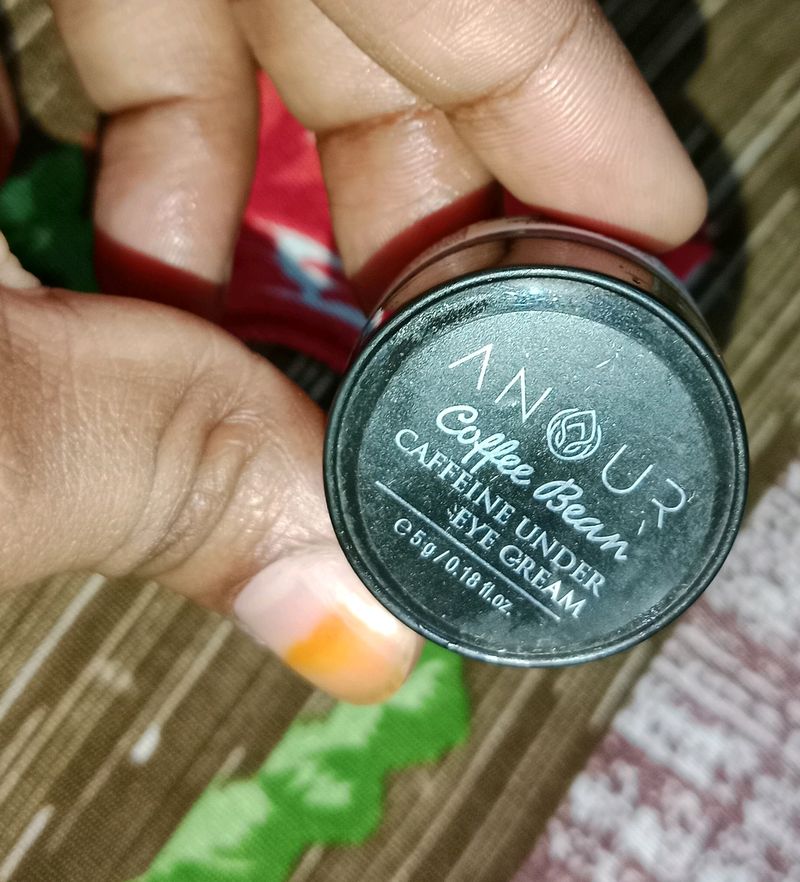 ANOUR
Coffee Bean
CAFFEINE UNDER
EYE CREAM
℮ 5 g / 0.18 fl.oz.